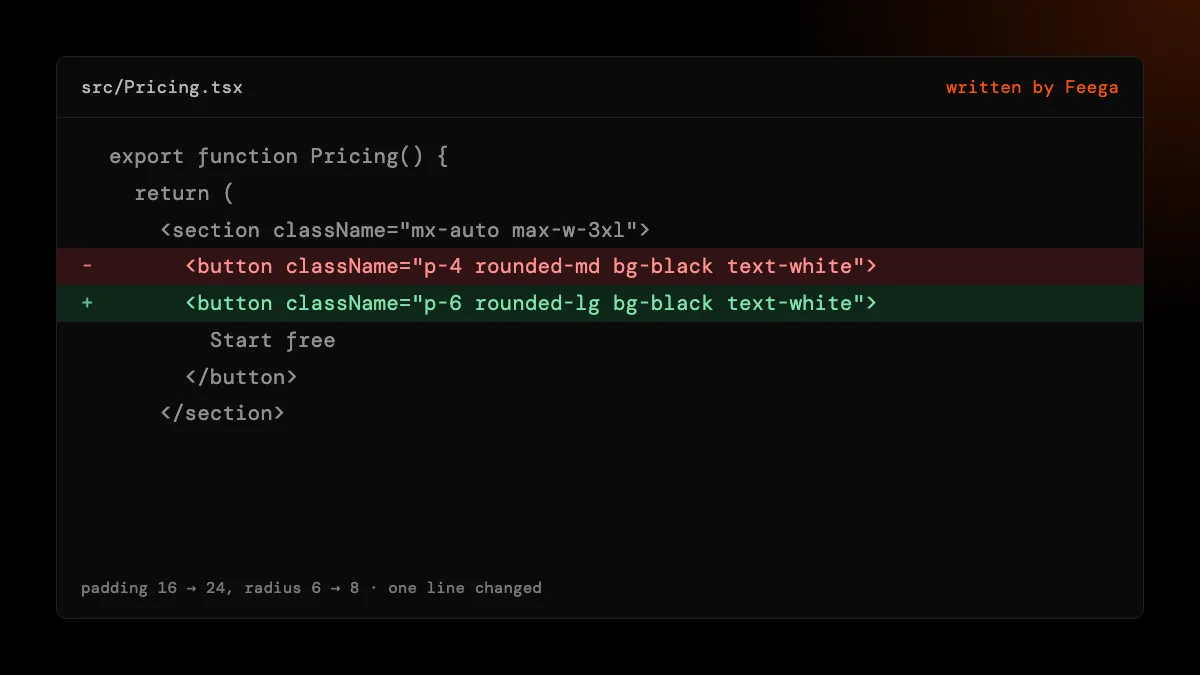 src/Pricing.tsx
written by Feega
export function Pricing() {
return (
<section className="mx-auto max-w-3xl">
- <button className="p-4 rounded-md bg-black text-white">
+ <button className="p-6 rounded-lg bg-black text-white">
Start free
</button>
</section>
padding 16 → 24, radius 6 → 8 · one line changed